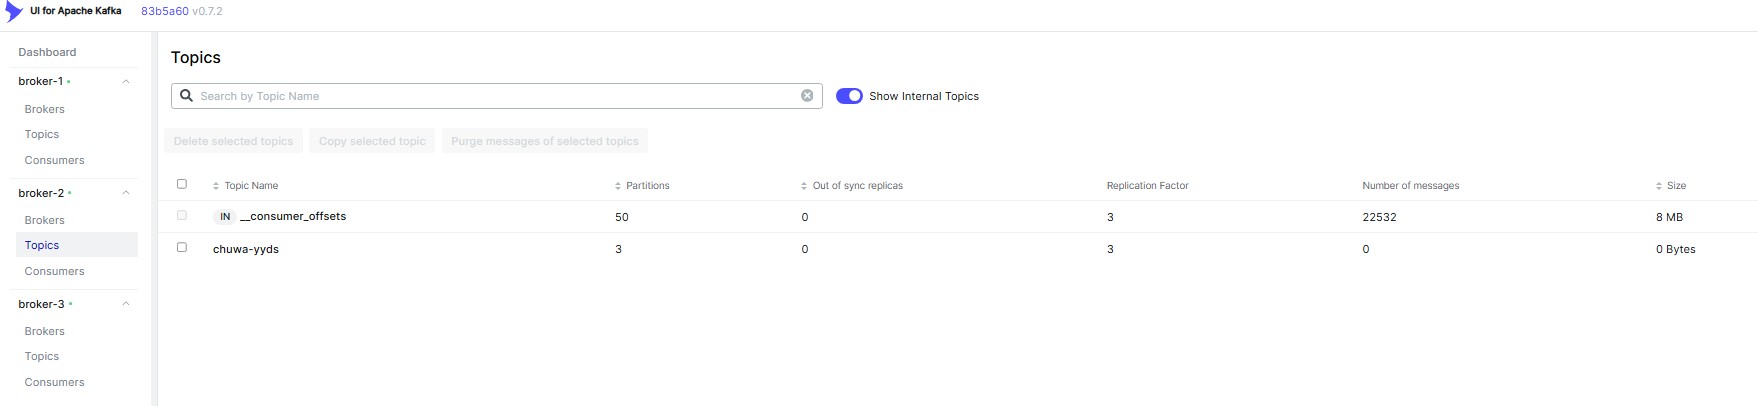 UI for Apache Kafka 83b5a60 v0.7.2
Dashboard
broker-1
Brokers
Topics
Consumers
broker-2
Brokers
Topics
Consumers
broker-3
Brokers
Topics
Consumers
Topics
Search by Topic Name
Show Internal Topics
Delete selected topics Copy selected topic Purge messages of selected topics
Topic Name Partitions Out of sync replicas Replication Factor Number of messages Size
IN __consumer_offsets 50 0 3 22532 8 MB
chuwa-yyds 3 0 3 0 0 Bytes